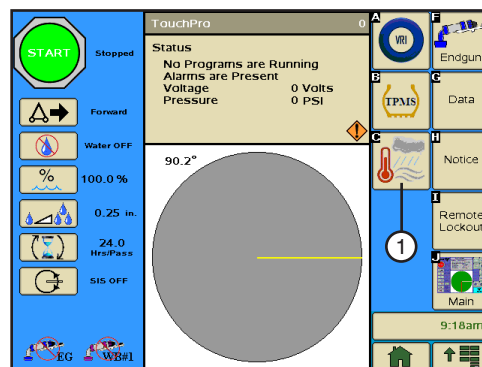 START
Stopped
Forward
Water OFF
%
100.0 %
0.25 in.
24.0
Hrs/Pass
SIS OFF
EG
WB#1
TouchPro 0
Status
No Programs are Running
Alarms are Present
Voltage 0 Volts
Pressure 0 PSI
90.2°
A
VRI
F
Endgun
B
TPMS
G
Data
C
H
Notice
1
I
Remote
Lockout
J
Main
9:18am